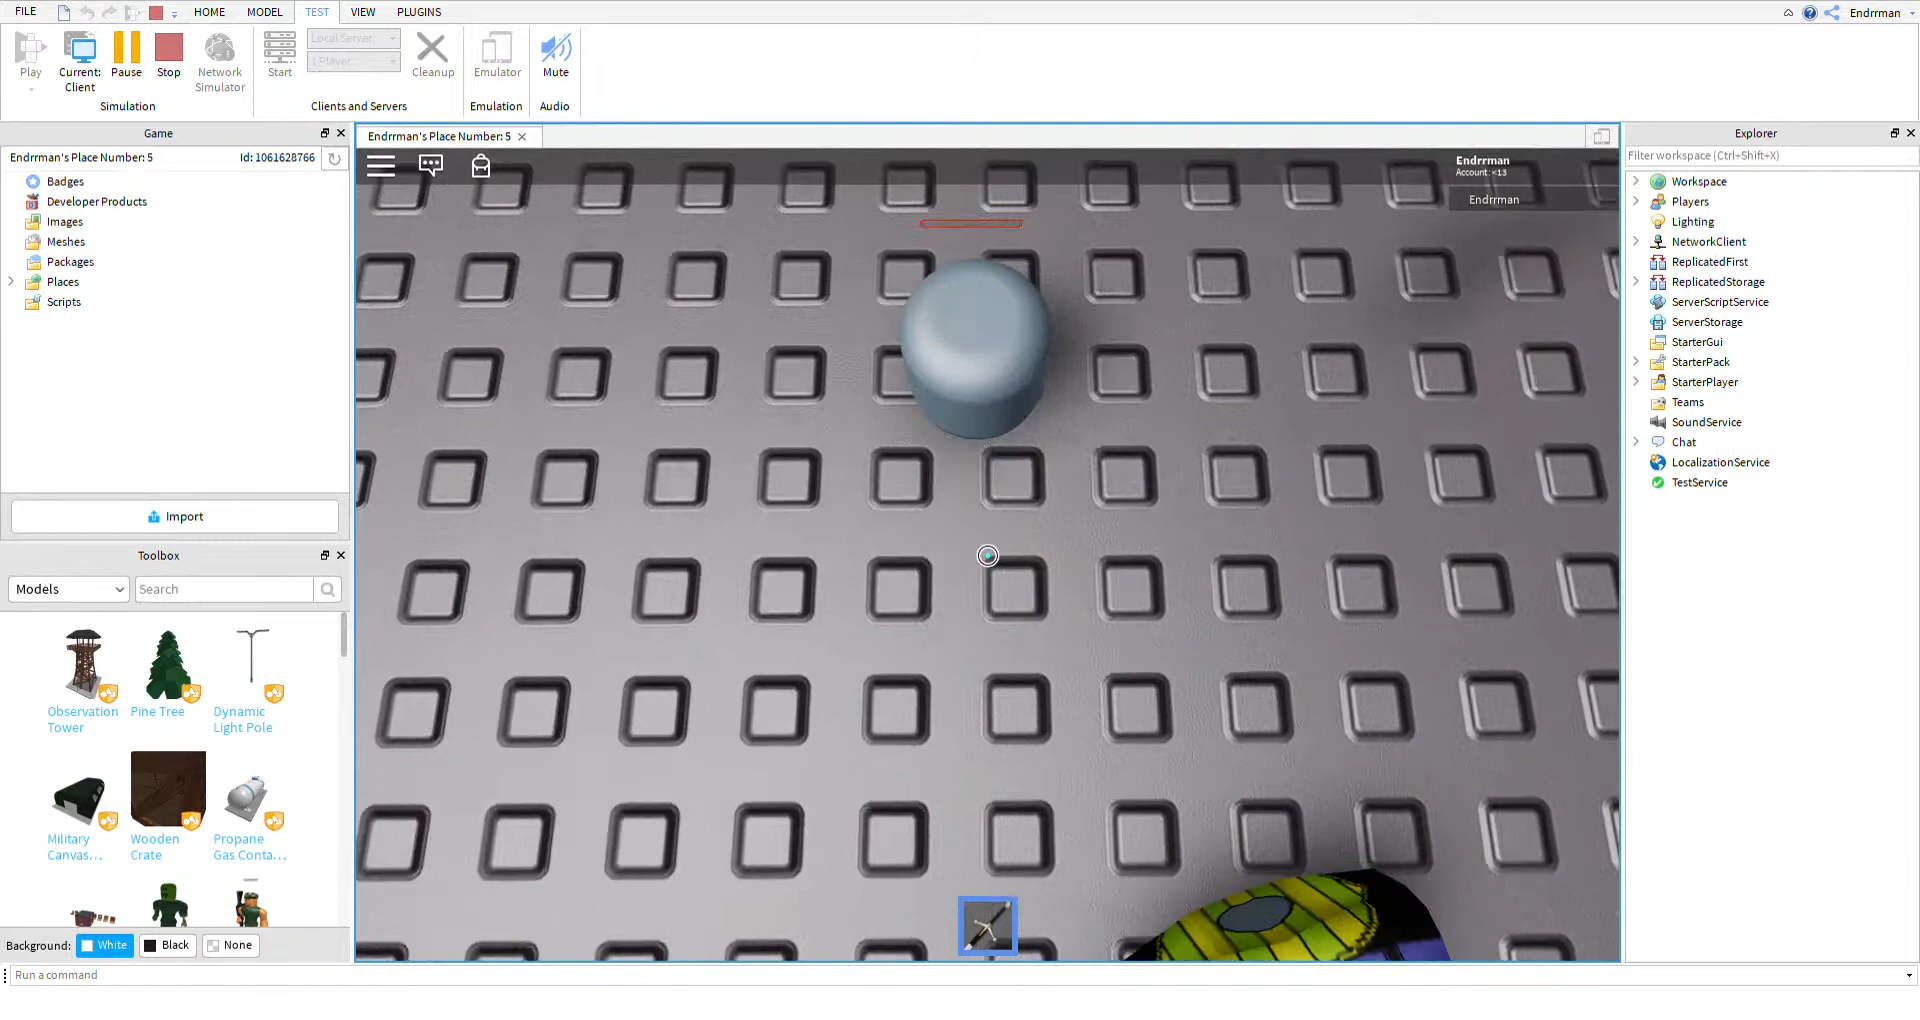 FILE
HOME
MODEL
TEST
VIEW
PLUGINS
Endrrman
Play
Current:
Client
Pause
Stop
Network
Simulator
Simulation
Start
Local Server
1 Player
Cleanup
Clients and Servers
Emulator
Emulation
Mute
Audio
Game
Endrrman's Place Number: 5
Id: 1061628766
Badges
Developer Products
Images
Meshes
Packages
Places
Scripts
Import
Toolbox
Models
Search
Observation
Tower
Pine Tree
Dynamic
Light Pole
Military
Canvas...
Wooden
Crate
Propane
Gas Conta...
Background:
White
Black
None
Run a command
Endrrman's Place Number: 5
Endrrman
Account: <13
Endrrman
Explorer
Filter workspace (Ctrl+Shift+X)
Workspace
Players
Lighting
NetworkClient
ReplicatedFirst
ReplicatedStorage
ServerScriptService
ServerStorage
StarterGui
StarterPack
StarterPlayer
Teams
SoundService
Chat
LocalizationService
TestService